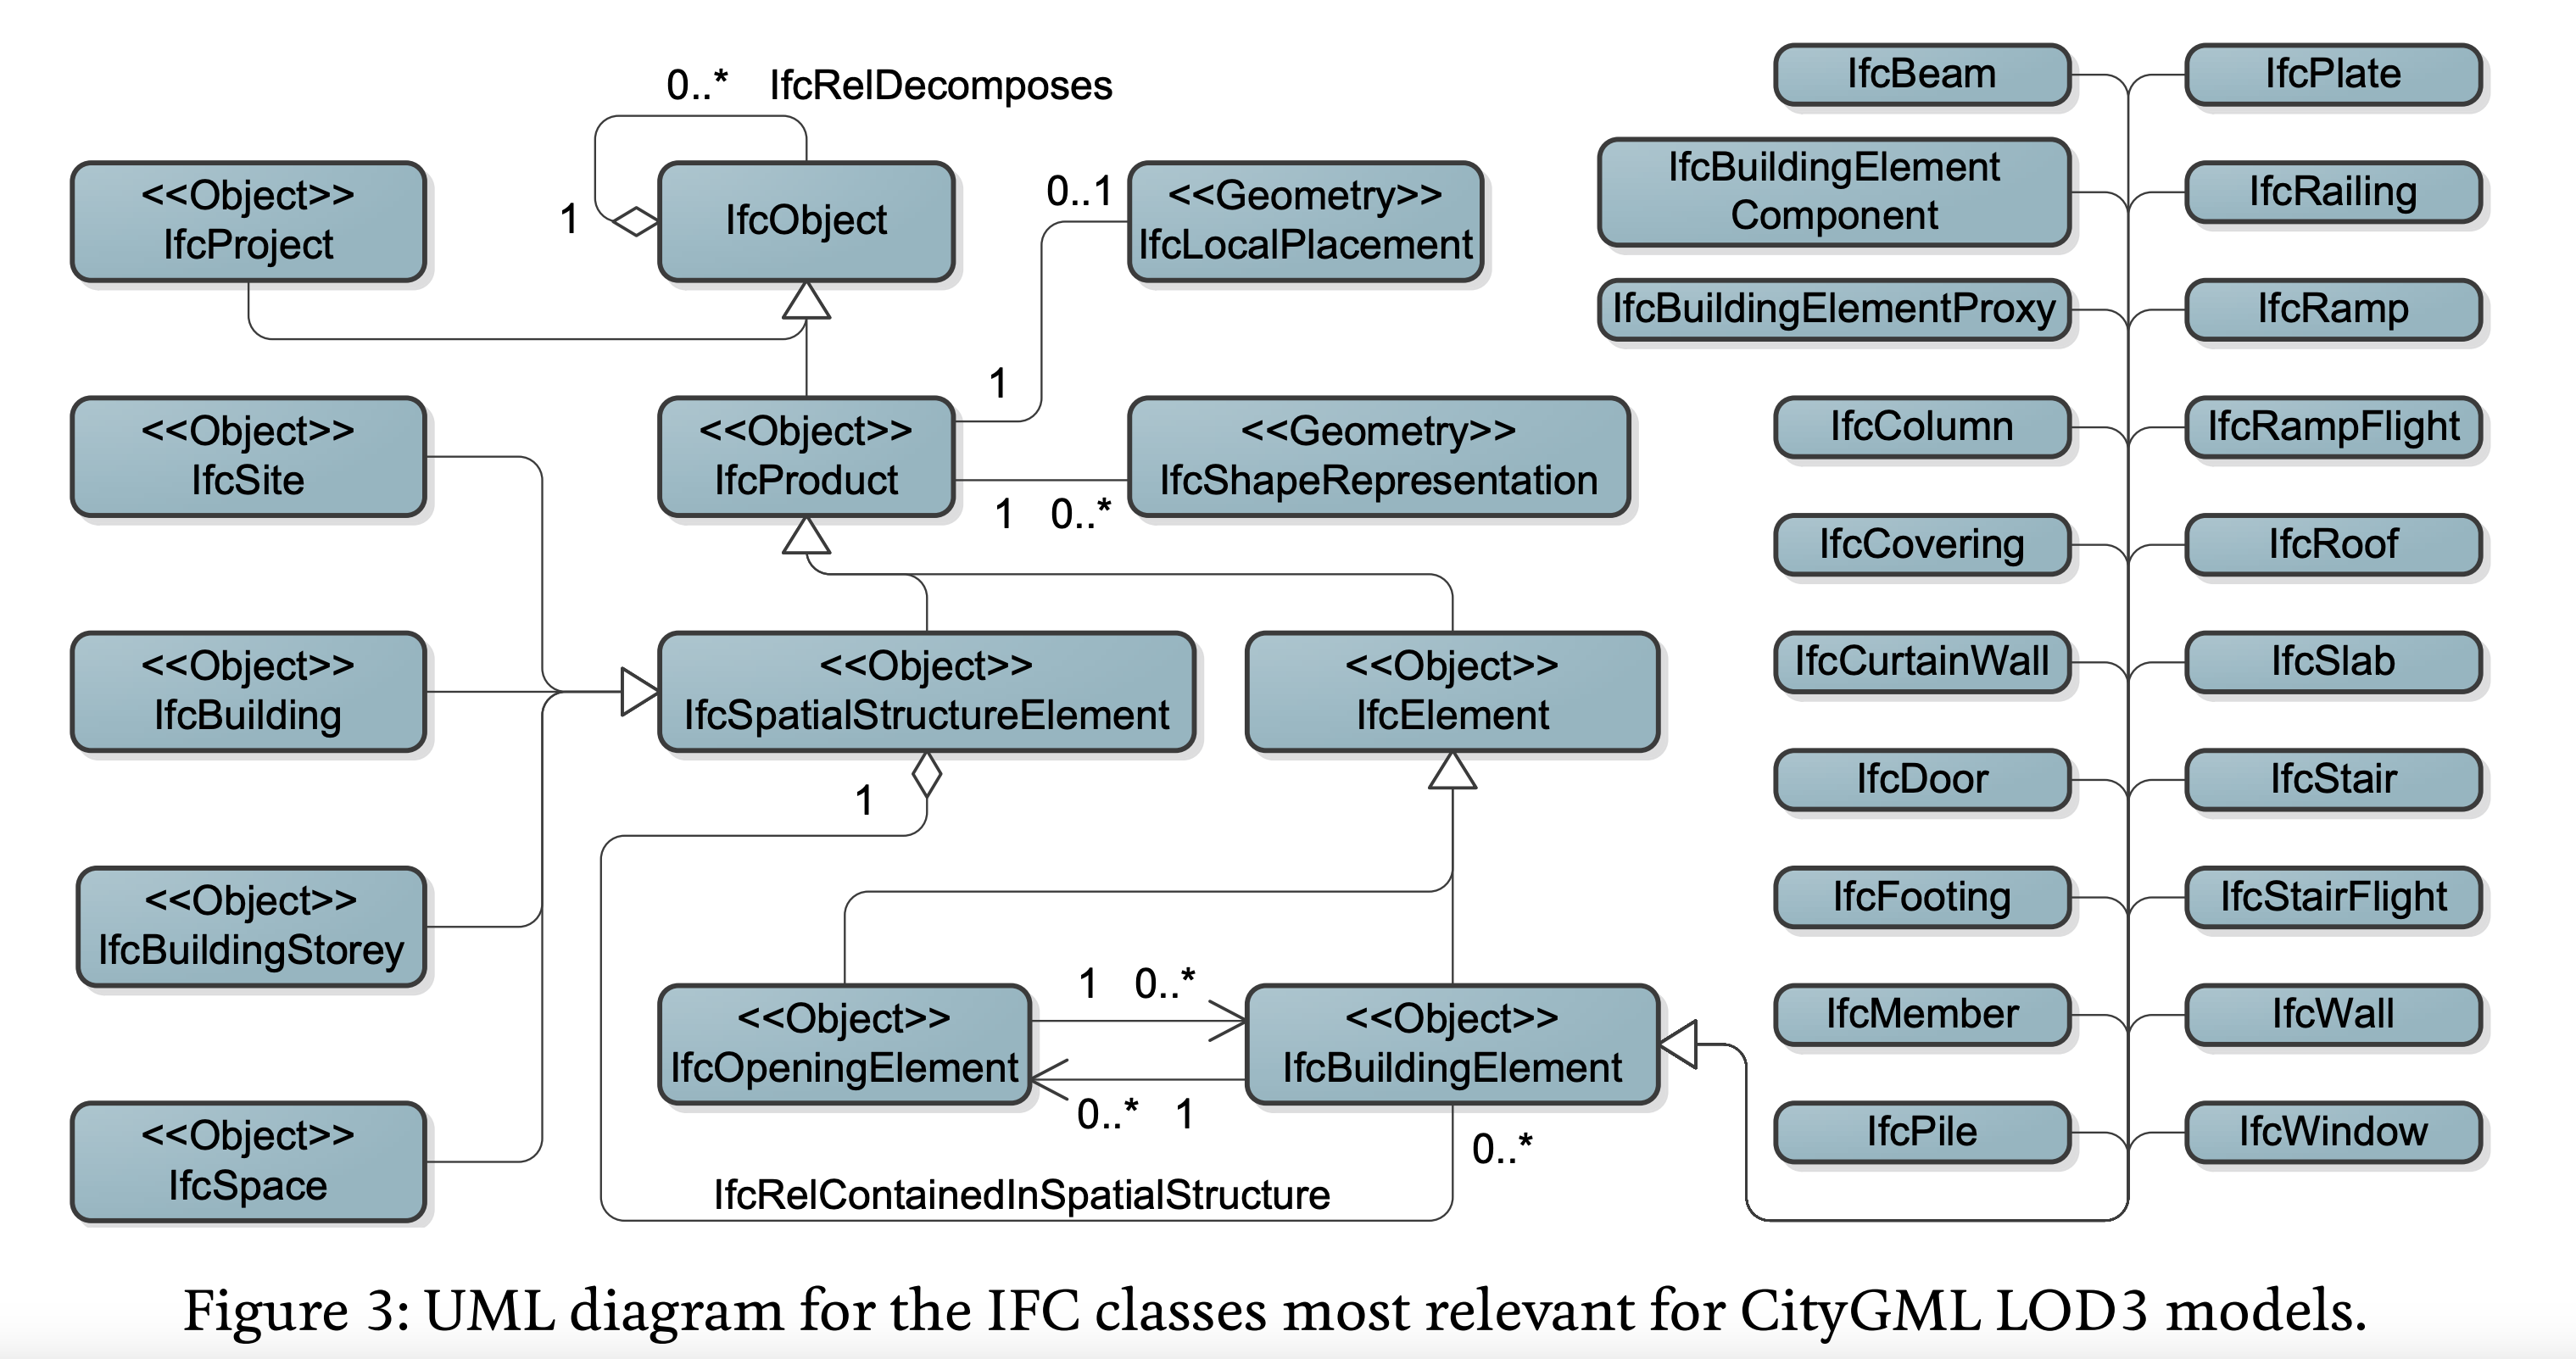 0..* IfcRelDecomposes
<<Object>>
IfcProject
1
IfcObject
0..1
<<Geometry>>
IfcLocalPlacement
<<Object>>
IfcSite
<<Object>>
IfcProduct
1
<<Geometry>>
IfcShapeRepresentation
1 0..*
<<Object>>
IfcBuilding
<<Object>>
IfcSpatialStructureElement
<<Object>>
IfcElement
1
<<Object>>
IfcBuildingStorey
<<Object>>
IfcOpeningElement
1 0..*
0..* 1
<<Object>>
IfcBuildingElement
0..*
<<Object>>
IfcSpace
IfcRelContainedInSpatialStructure
IfcBeam
IfcBuildingElement
Component
IfcBuildingElementProxy
IfcColumn
IfcCovering
IfcCurtainWall
IfcDoor
IfcFooting
IfcMember
IfcPile
IfcPlate
IfcRailing
IfcRamp
IfcRampFlight
IfcRoof
IfcSlab
IfcStair
IfcStairFlight
IfcWall
IfcWindow
Figure 3: UML diagram for the IFC classes most relevant for CityGML LOD3 models.